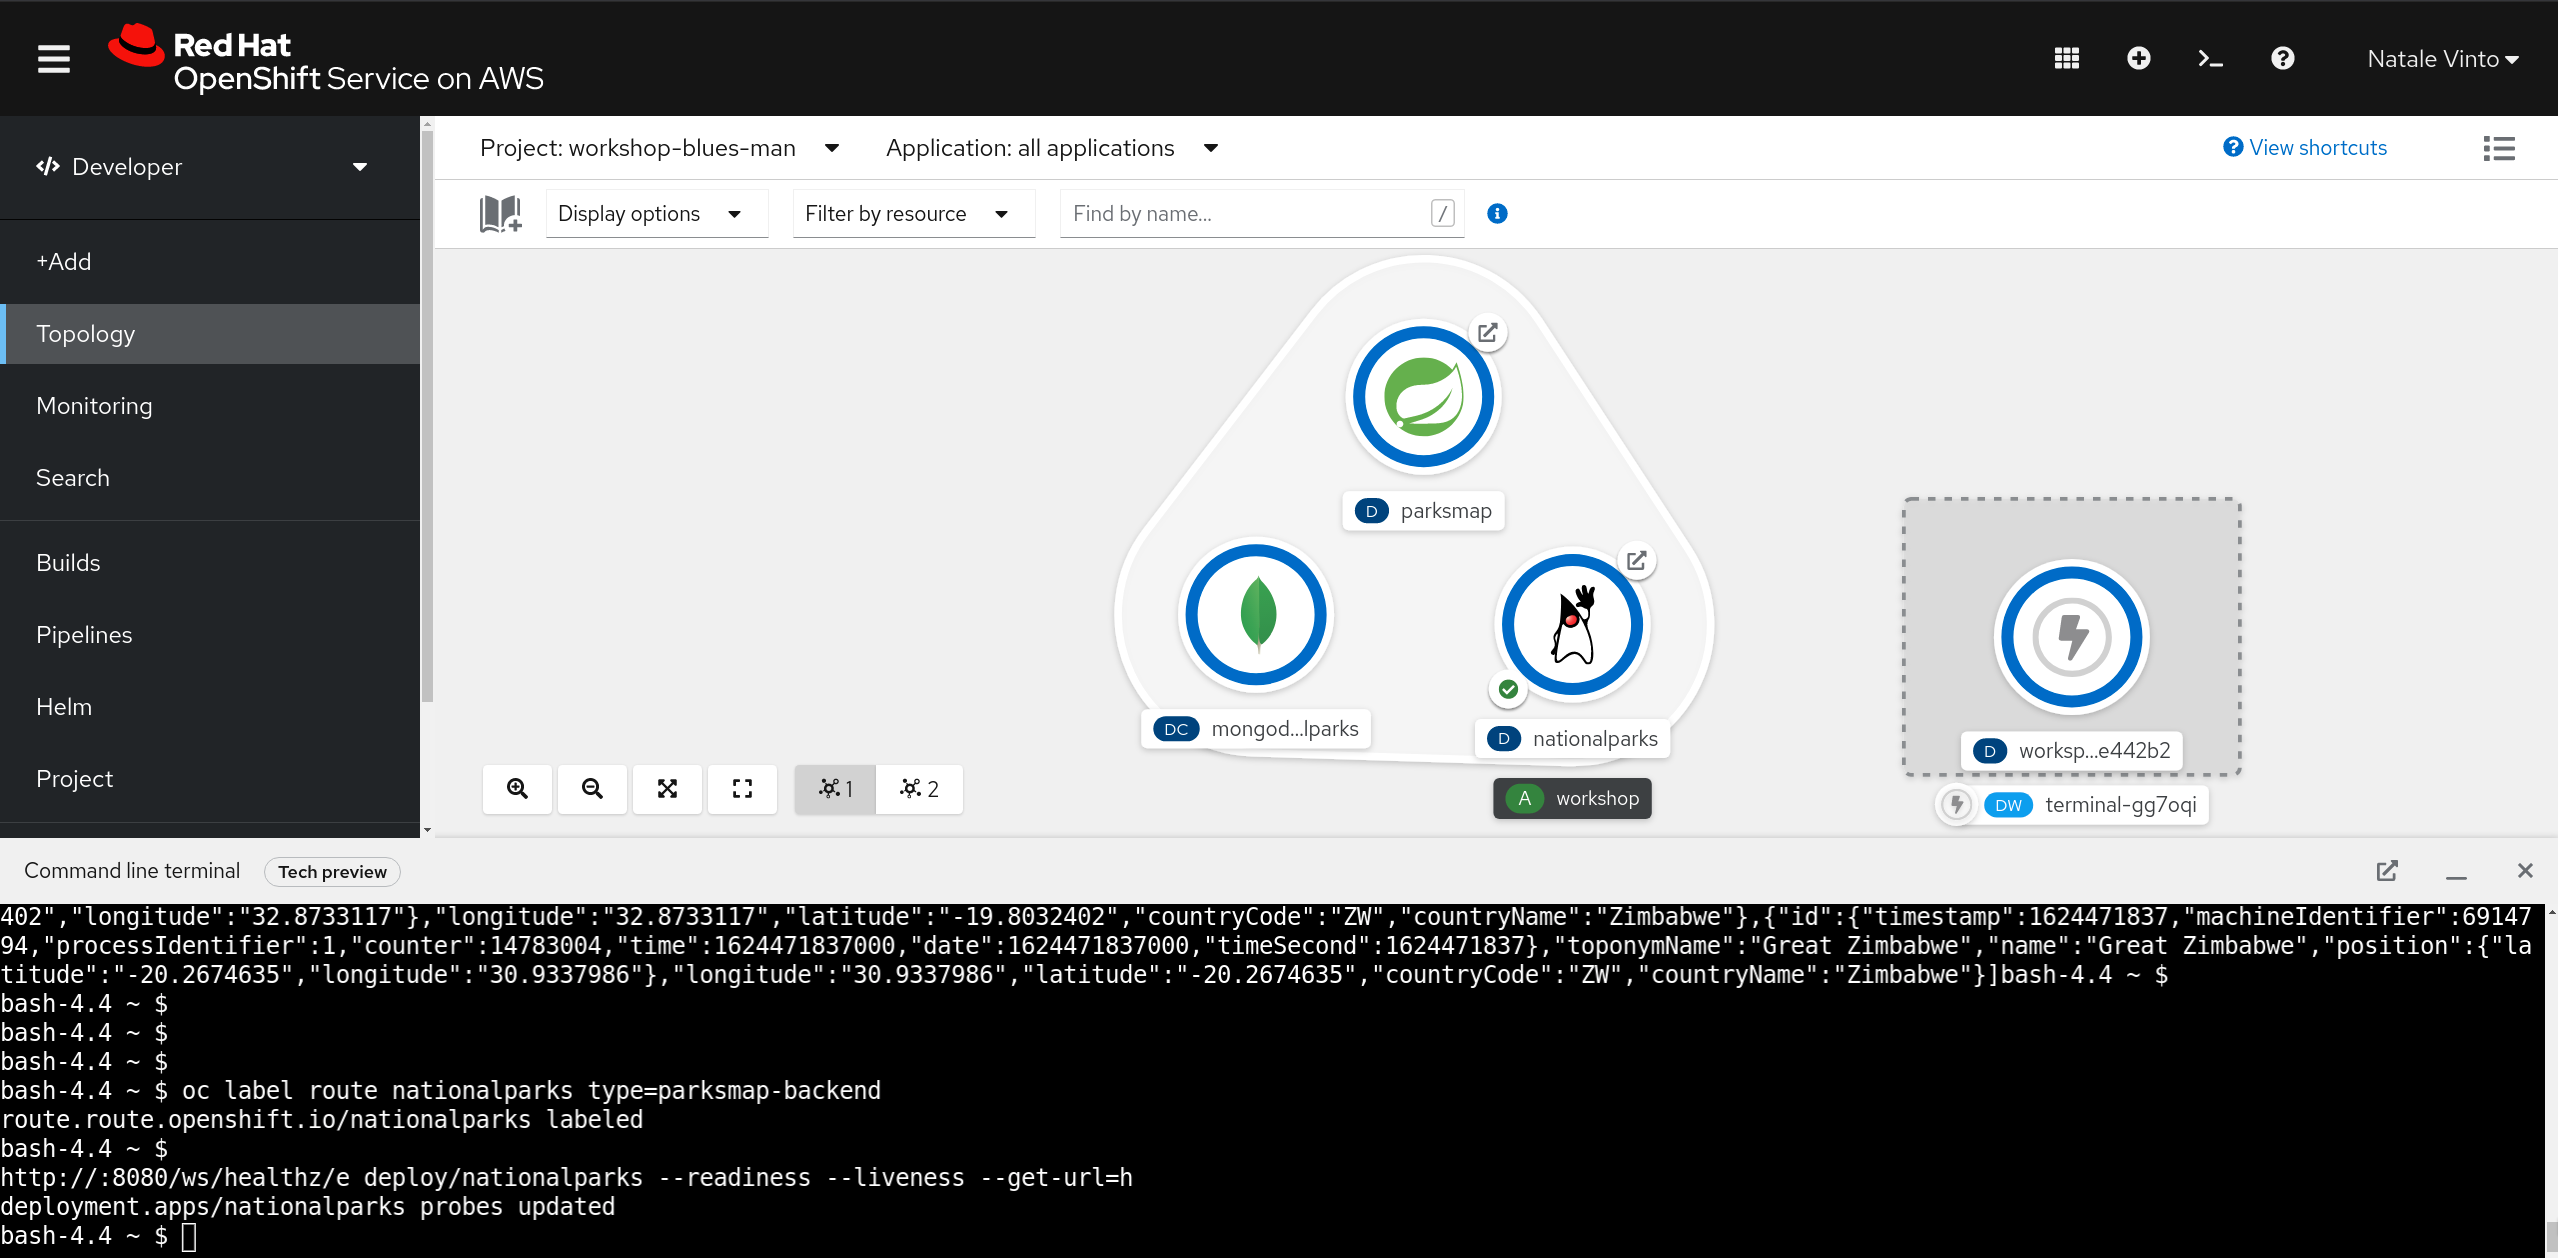 Red Hat
OpenShift Service on AWS
Natale Vinto
Developer
+Add
Topology
Monitoring
Search
Builds
Pipelines
Helm
Project
Project: workshop-blues-man
Application: all applications
View shortcuts
Display options
Filter by resource
Find by name...
/
D parksmap
DC mongod...lparks
D nationalparks
A workshop
D worksp...e442b2
DW terminal-gg7oqi
1
2
Command line terminal
Tech preview
402","longitude":"32.8733117"},"longitude":"32.8733117","latitude":"-19.8032402","countryCode":"ZW","countryName":"Zimbabwe"},{"id":{"timestamp":1624471837,"machineIdentifier":69147
94,"processIdentifier":1,"counter":14783004,"time":1624471837000,"date":1624471837000,"timeSecond":1624471837},"toponymName":"Great Zimbabwe","name":"Great Zimbabwe","position":{"la
titude":"-20.2674635","longitude":"30.9337986"},"longitude":"30.9337986","latitude":"-20.2674635","countryCode":"ZW","countryName":"Zimbabwe"}]bash-4.4 ~ $
bash-4.4 ~ $
bash-4.4 ~ $
bash-4.4 ~ $
bash-4.4 ~ $ oc label route nationalparks type=parksmap-backend
route.route.openshift.io/nationalparks labeled
bash-4.4 ~ $
http://:8080/ws/healthz/e deploy/nationalparks --readiness --liveness --get-url=h
deployment.apps/nationalparks probes updated
bash-4.4 ~ $